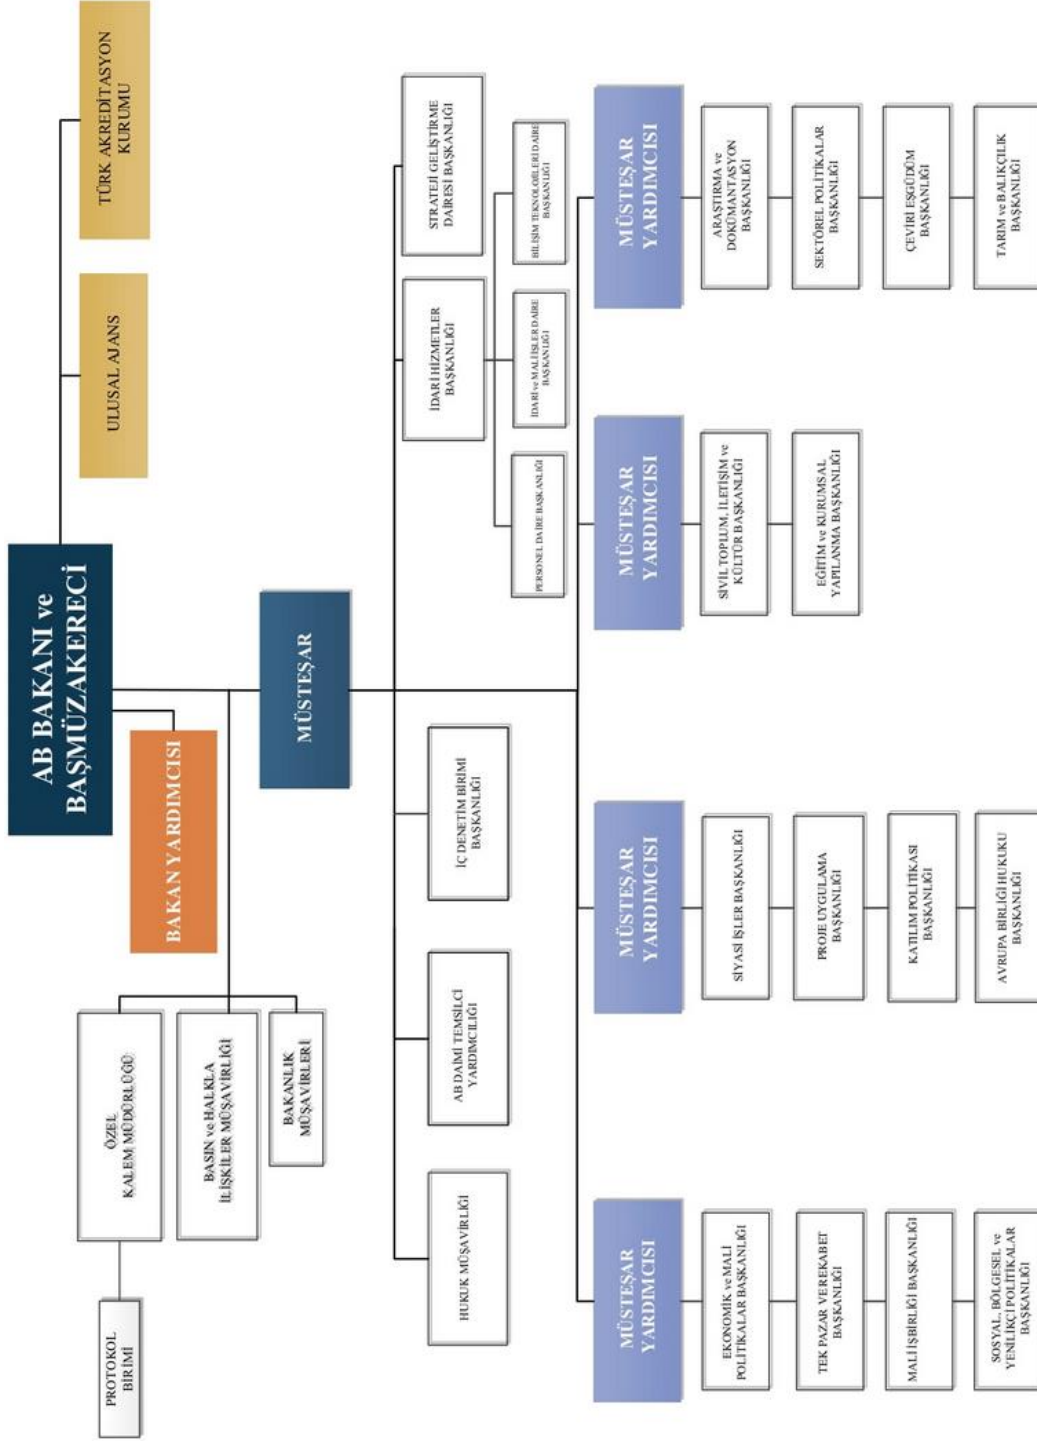 AB BAKANI ve
BAŞMÜZAKERECİ
ULUSAL AJANS
TÜRK AKREDİTASYON
KURUMU
BAKAN YARDIMCISI
ÖZEL
KALEM MÜDÜRLÜĞÜ
PROTOKOL
BİRİMİ
BASIN ve HALKLA
İLİŞKİLER MÜŞAVİRLİĞİ
BAKANLIK
MÜŞAVİRLERİ
MÜSTEŞAR
HUKUK MÜŞAVİRLİĞİ
AB DAİMİ TEMSİLCİ
YARDIMCILIĞI
İÇ DENETİM BİRİMİ
BAŞKANLIĞI
İDARİ HİZMETLER
BAŞKANLIĞI
STRATEJİ GELİŞTİRME
DAİRESİ BAŞKANLIĞI
PERSONEL DAİRE BAŞKANLIĞI
İDARİ ve MALİ İŞLER DAİRE
BAŞKANLIĞI
BİLİŞİM TEKNOLOJİLERİ DAİRE
BAŞKANLIĞI
MÜSTEŞAR
YARDIMCISI
EKONOMİK ve MALİ
POLİTİKALAR BAŞKANLIĞI
TEK PAZAR VE REKABET
BAŞKANLIĞI
MALİ İŞBİRLİĞİ BAŞKANLIĞI
SOSYAL, BÖLGESEL ve
YENİLİKÇİ POLİTİKALAR
BAŞKANLIĞI
MÜSTEŞAR
YARDIMCISI
SİYASİ İŞLER BAŞKANLIĞI
PROJE UYGULAMA
BAŞKANLIĞI
KATILIM POLİTİKASI
BAŞKANLIĞI
AVRUPA BİRLİĞİ HUKUKU
BAŞKANLIĞI
MÜSTEŞAR
YARDIMCISI
SİVİL TOPLUM, İLETİŞİM ve
KÜLTÜR BAŞKANLIĞI
EĞİTİM ve KURUMSAL
YAPILANMA BAŞKANLIĞI
MÜSTEŞAR
YARDIMCISI
ARAŞTIRMA ve
DOKÜMANTASYON
BAŞKANLIĞI
SEKTÖREL POLİTİKALAR
BAŞKANLIĞI
ÇEVİRİ EŞGÜDÜM
BAŞKANLIĞI
TARIM ve BALIKÇILIK
BAŞKANLIĞI